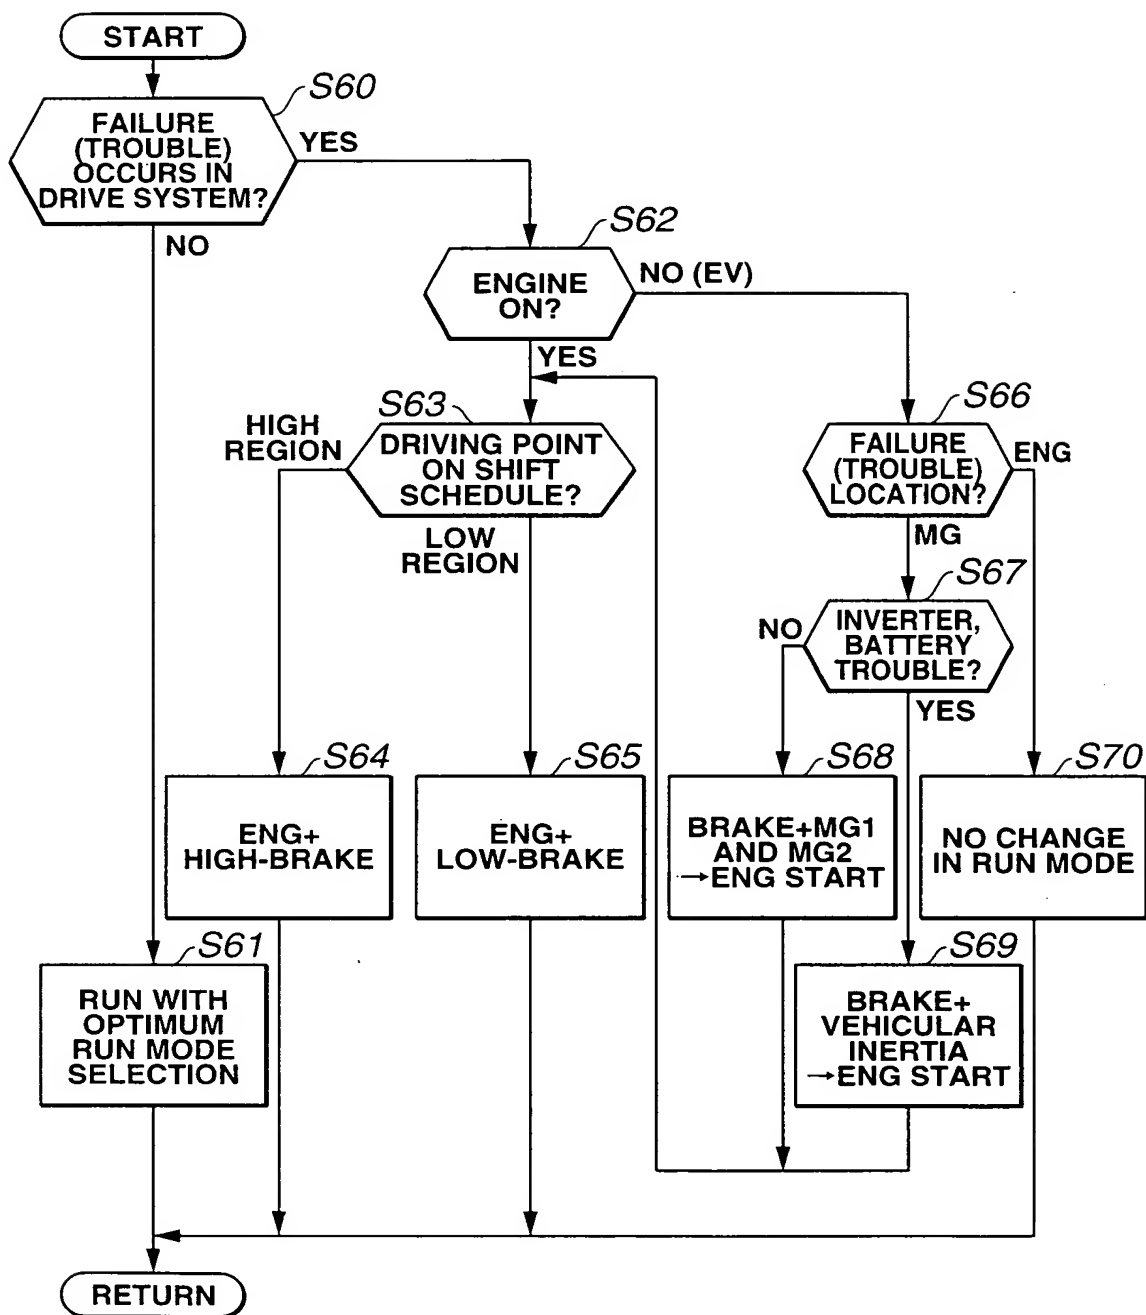 START
S60
FAILURE
(TROUBLE)
OCCURS IN
DRIVE SYSTEM?
YES
NO
S62
ENGINE
ON?
NO (EV)
YES
S63
HIGH
REGION
DRIVING POINT
ON SHIFT
SCHEDULE?
LOW
REGION
S66
FAILURE
(TROUBLE)
LOCATION?
ENG
MG
S67
NO
INVERTER,
BATTERY
TROUBLE?
YES
S64
ENG+
HIGH-BRAKE
S65
ENG+
LOW-BRAKE
S68
BRAKE+MG1
AND MG2
→ENG START
S70
NO CHANGE
IN RUN MODE
S61
RUN WITH
OPTIMUM
RUN MODE
SELECTION
S69
BRAKE+
VEHICULAR
INERTIA
→ENG START
RETURN